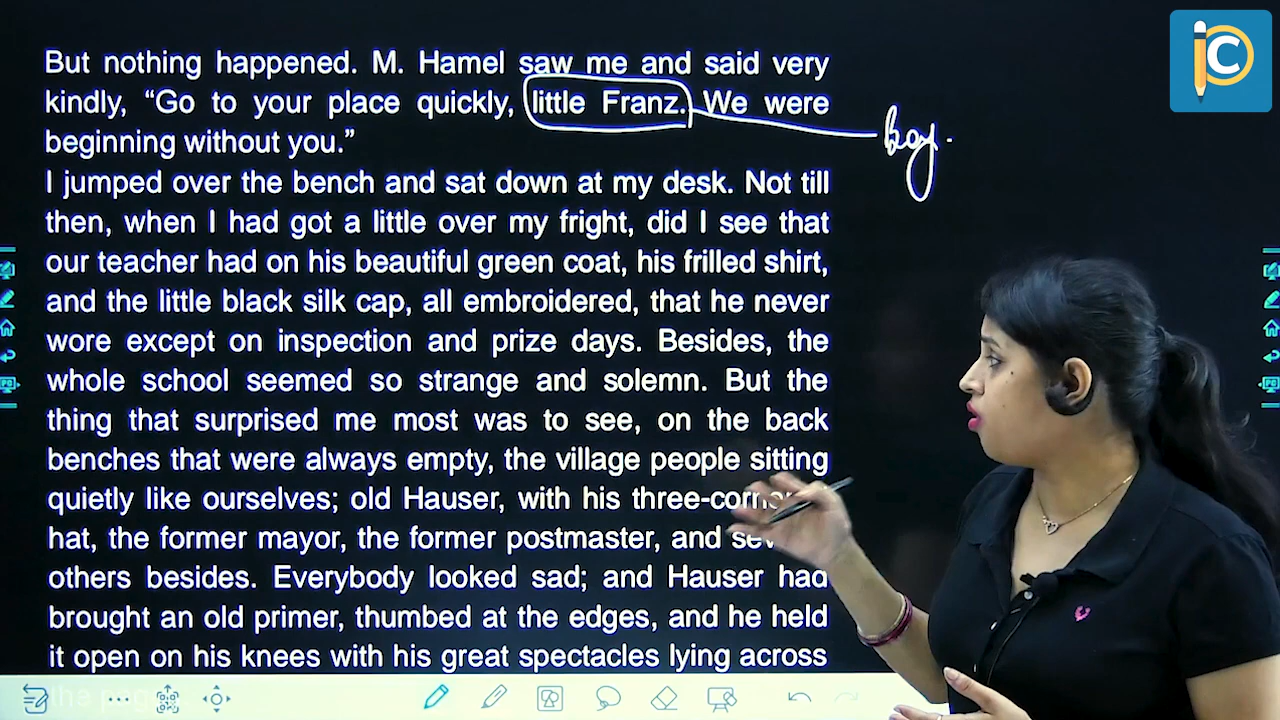 But nothing happened. M. Hamel saw me and said very
kindly, “Go to your place quickly, little Franz. We were
beginning without you.”
Boy.
I jumped over the bench and sat down at my desk. Not till
then, when I had got a little over my fright, did I see that
our teacher had on his beautiful green coat, his frilled shirt,
and the little black silk cap, all embroidered, that he never
wore except on inspection and prize days. Besides, the
whole school seemed so strange and solemn. But the
thing that surprised me most was to see, on the back
benches that were always empty, the village people sitting
quietly like ourselves; old Hauser, with his
hat, the former mayor, the former postmaster, and
others besides. Everybody looked sad; and Hauser had
brought an old primer, thumbed at the edges, and he held
it open on his knees with his great spectacles lying across